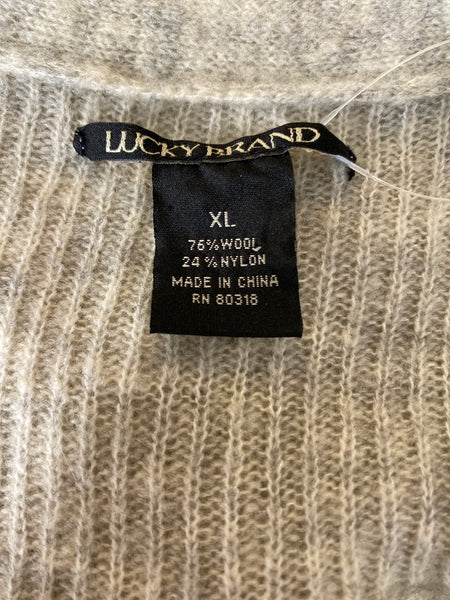 LUCKY BRAND
XL
76% WOOL
24% NYLON
MADE IN CHINA
RN 80318